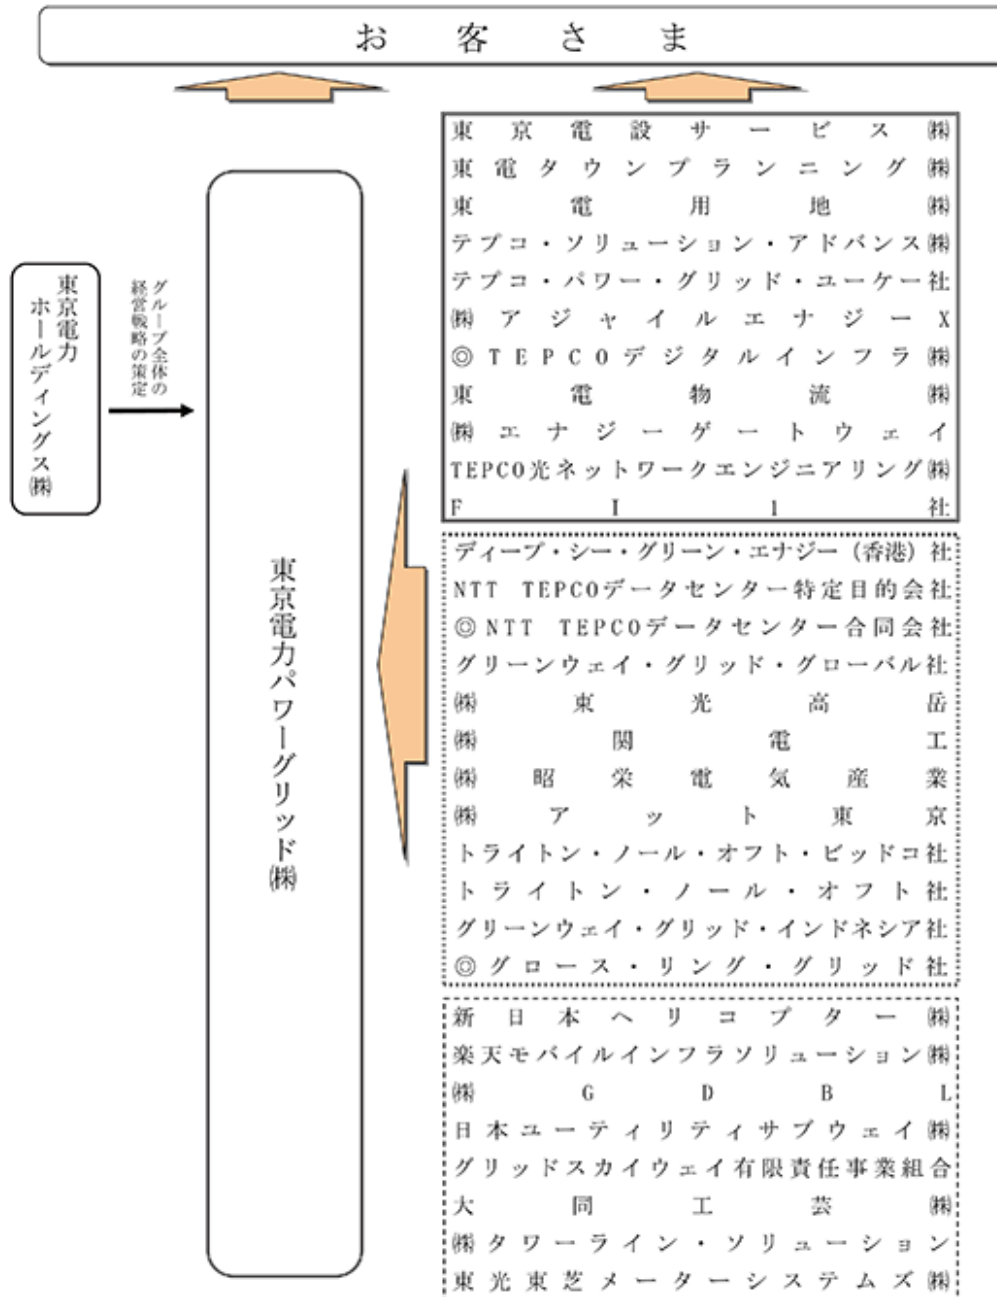 お客さま
東京電力
ホールディングス㈱
グループ全体の
経営戦略の策定
東京電力パワーグリッド㈱
東京電設サービス㈱
東電タウンプランニング㈱
東電用地㈱
テプコ・ソリューション・アドバンス㈱
テプコ・パワー・グリッド・ユーケー社
㈱アジャイルエナジーX
◎TEPCOデジタルインフラ㈱
東電物流㈱
㈱エナジーゲートウェイ
TEPCO光ネットワークエンジニアリング㈱
FI1社
ディープ・シー・グリーン・エナジー（香港）社
NTT TEPCOデータセンター特定目的会社
◎NTT TEPCOデータセンター合同会社
グリーンウェイ・グリッド・グローバル社
㈱東光高岳
㈱関電工
㈱昭栄電気産業
㈱アット東京
トライトン・ノール・オフト・ビッドコ社
トライトン・ノール・オフト社
グリーンウェイ・グリッド・インドネシア社
◎グロース・リング・グリッド社
新日本ヘリコプター㈱
楽天モバイルインフラソリューション㈱
㈱GDBL
日本ユーティリティサブウェイ㈱
グリッドスカイウェイ有限責任事業組合
大同工芸㈱
㈱タワーライン・ソリューション
東光東芝メーターシステムズ㈱